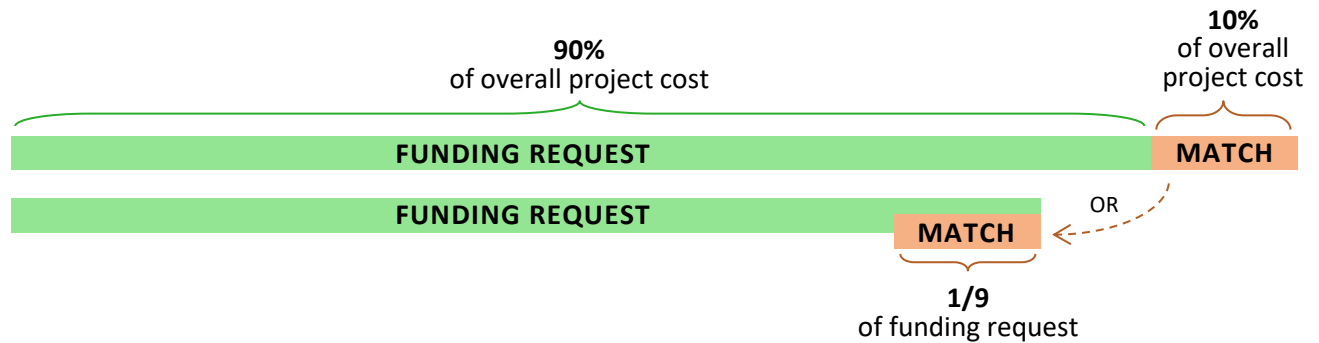 90%
of overall project cost
10%
of overall
project cost
FUNDING REQUEST
MATCH
FUNDING REQUEST
OR
MATCH
1/9
of funding request